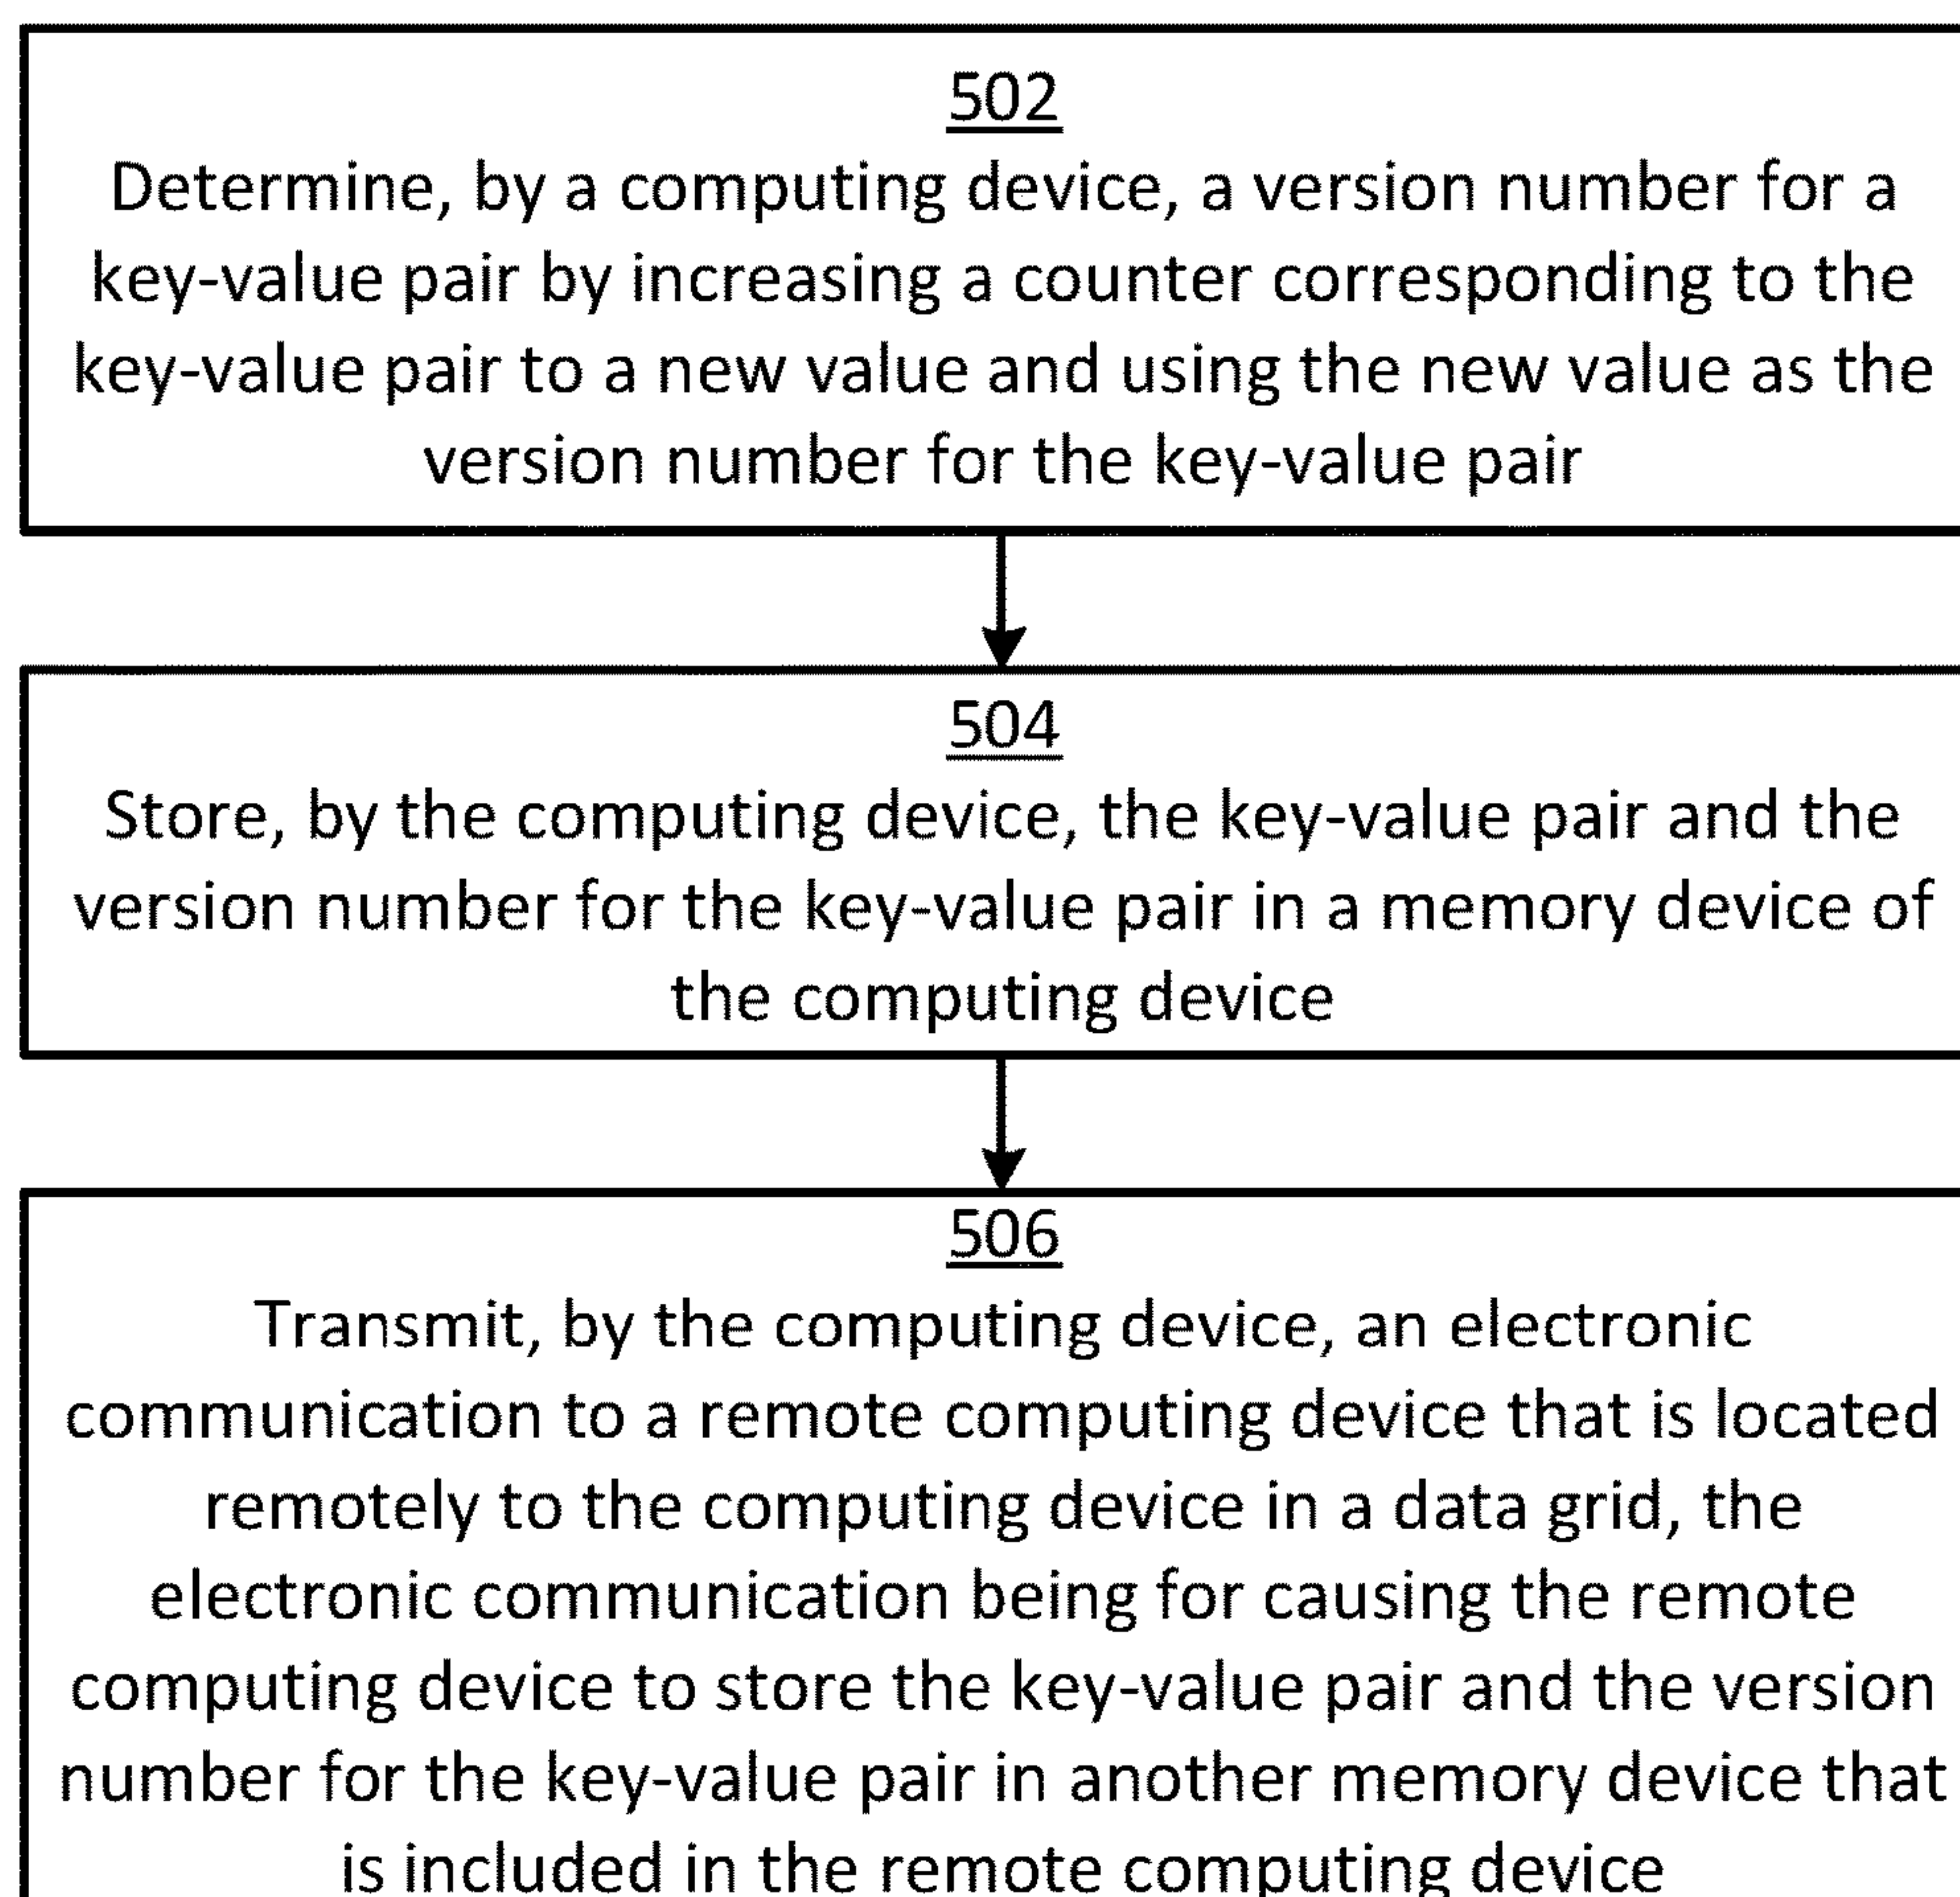 502
Determine, by a computing device, a version number for a
key-value pair by increasing a counter corresponding to the
key-value pair to a new value and using the new value as the
version number for the key-value pair
504
Store, by the computing device, the key-value pair and the
version number for the key-value pair in a memory device of
the computing device
506
Transmit, by the computing device, an electronic
communication to a remote computing device that is located
remotely to the computing device in a data grid, the
electronic communication being for causing the remote
computing device to store the key-value pair and the version
number for the key-value pair in another memory device that
is included in the remote computing device